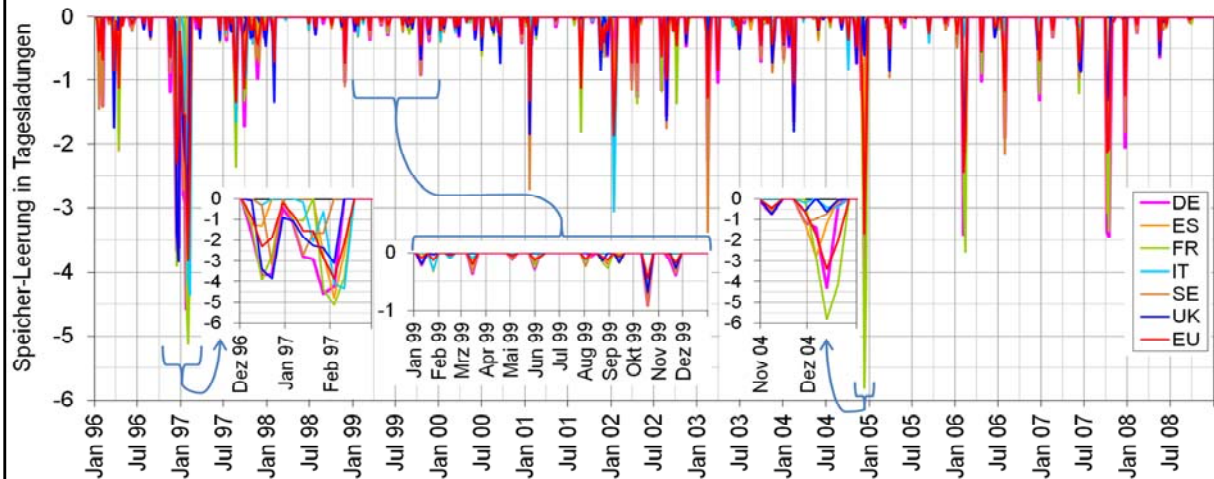 Speicher-Leerung in Tagesladungen
0
-1
-2
-3
-4
-5
-6
Jan 96
Jul 96
Jan 97
Jul 97
Jan 98
Jul 98
Jan 99
Jul 99
Jan 00
Jul 00
Jan 01
Jul 01
Jan 02
Jul 02
Jan 03
Jul 03
Jan 04
Jul 04
Jan 05
Jul 05
Jan 06
Jul 06
Jan 07
Jul 07
Jan 08
Jul 08
0
-1
-2
-3
-4
-5
-6
Dez 96
Jan 97
Feb 97
0
-1
Jan 99
Feb 99
Mrz 99
Apr 99
Mai 99
Jun 99
Jul 99
Aug 99
Sep 99
Okt 99
Nov 99
Dez 99
0
-1
-2
-3
-4
-5
-6
Nov 04
Dez 04
DE
ES
FR
IT
SE
UK
EU